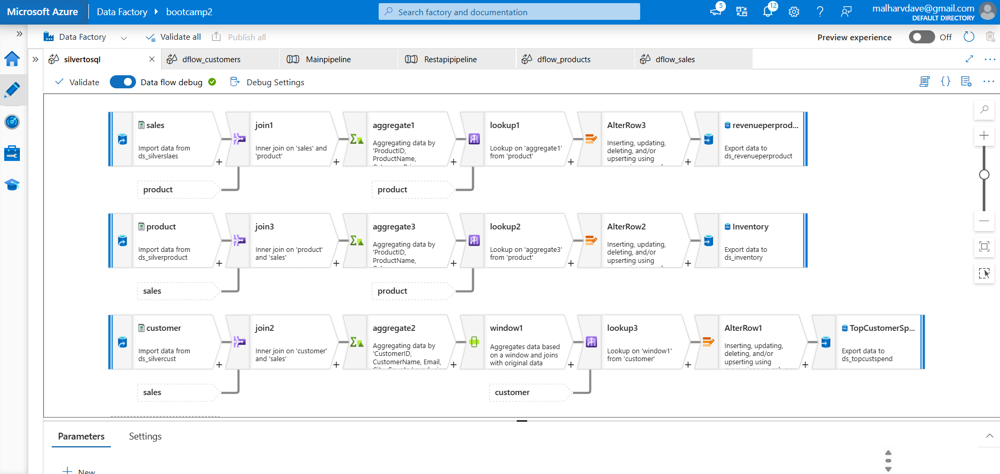 Microsoft Azure
Data Factory
bootcamp2
Search factory and documentation
5
12
malharvdave@gmail.com
DEFAULT DIRECTORY
Data Factory
Validate all
Publish all
Preview experience
Off
silvertosql
dflow_customers
Mainpipeline
Restapipipeline
dflow_products
dflow_sales
Validate
Data flow debug
Debug Settings
sales
Import data from
ds_silverslaes
join1
Inner join on 'sales' and
'product'
aggregate1
Aggregating data by
'ProductID,
ProductName,
lookup1
Lookup on 'aggregate1'
from 'product'
AlterRow3
Inserting, updating,
deleting, and/or
upserting using
revenueperprod...
Export data to
ds_revenueperproduct
product
product
product
Import data from
ds_silverproduct
join3
Inner join on 'product'
and 'sales'
aggregate3
Aggregating data by
'ProductID,
ProductName,
lookup2
Lookup on 'aggregate3'
from 'product'
AlterRow2
Inserting, updating,
deleting, and/or
upserting using
Inventory
Export data to
ds_inventory
sales
product
customer
Import data from
ds_silvercust
join2
Inner join on 'customer'
and 'sales'
aggregate2
Aggregating data by
'CustomerID,
CustomerName, Email,
window1
Aggregates data based
on a window and joins
with original data
lookup3
Lookup on 'window1'
from 'customer'
AlterRow1
Inserting, updating,
deleting, and/or
upserting using
TopCustomerSp...
Export data to
ds_topcustspend
sales
customer
Parameters
Settings
New